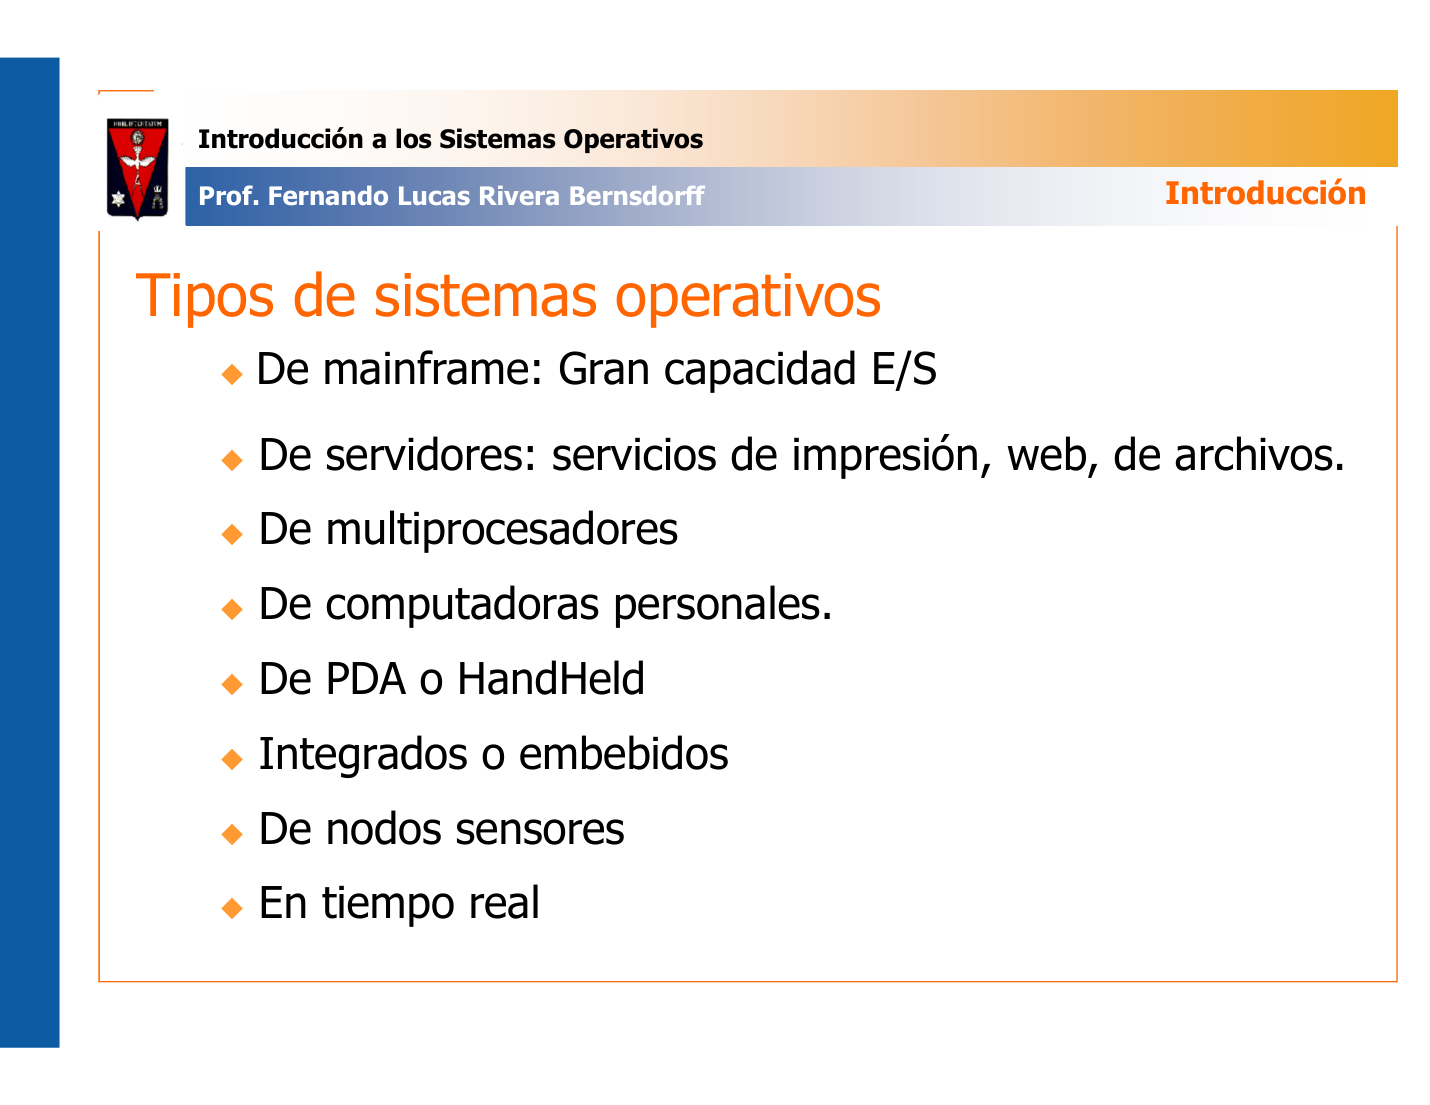 Introducción a los Sistemas Operativos
Prof. Fernando Lucas Rivera Bernsdorff
Introducción
Tipos de sistemas operativos
De mainframe: Gran capacidad E/S
De servidores: servicios de impresión, web, de archivos.
De multiprocesadores
De computadoras personales.
De PDA o HandHeld
Integrados o embebidos
De nodos sensores
En tiempo real